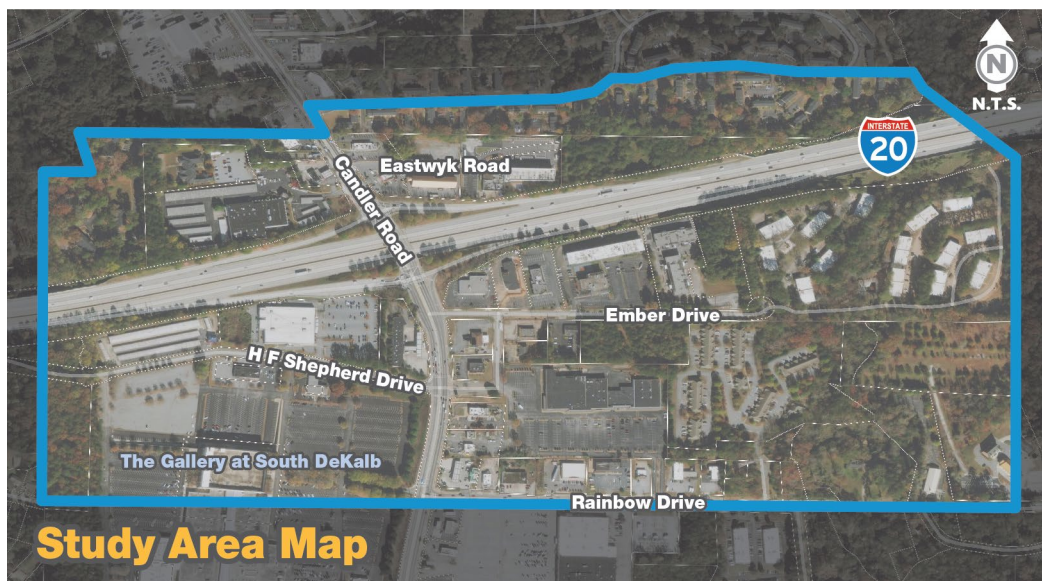 N
N.T.S.
INTERSTATE
20
Eastwyk Road
Candler Road
Ember Drive
H F Shepherd Drive
The Gallery at South DeKalb
Rainbow Drive
Study Area Map